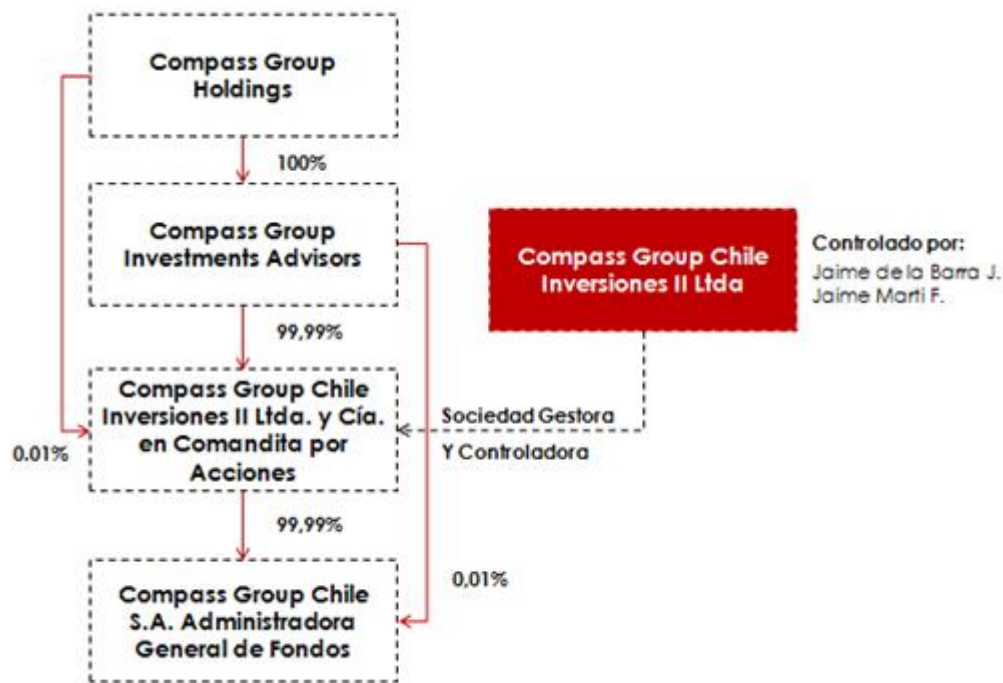 Compass Group
Holdings
100%
Compass Group
Investments Advisors
Compass Group Chile
Inversiones II Ltda
Controlado por:
Jaime de la Barra J.
Jaime Marti F.
99,99%
Compass Group Chile
Inversiones II Ltda. y Cía.
en Comandita por
Acciones
Sociedad Gestora
Y Controladora
0.01%
99,99%
0,01%
Compass Group Chile
S.A. Administradora
General de Fondos